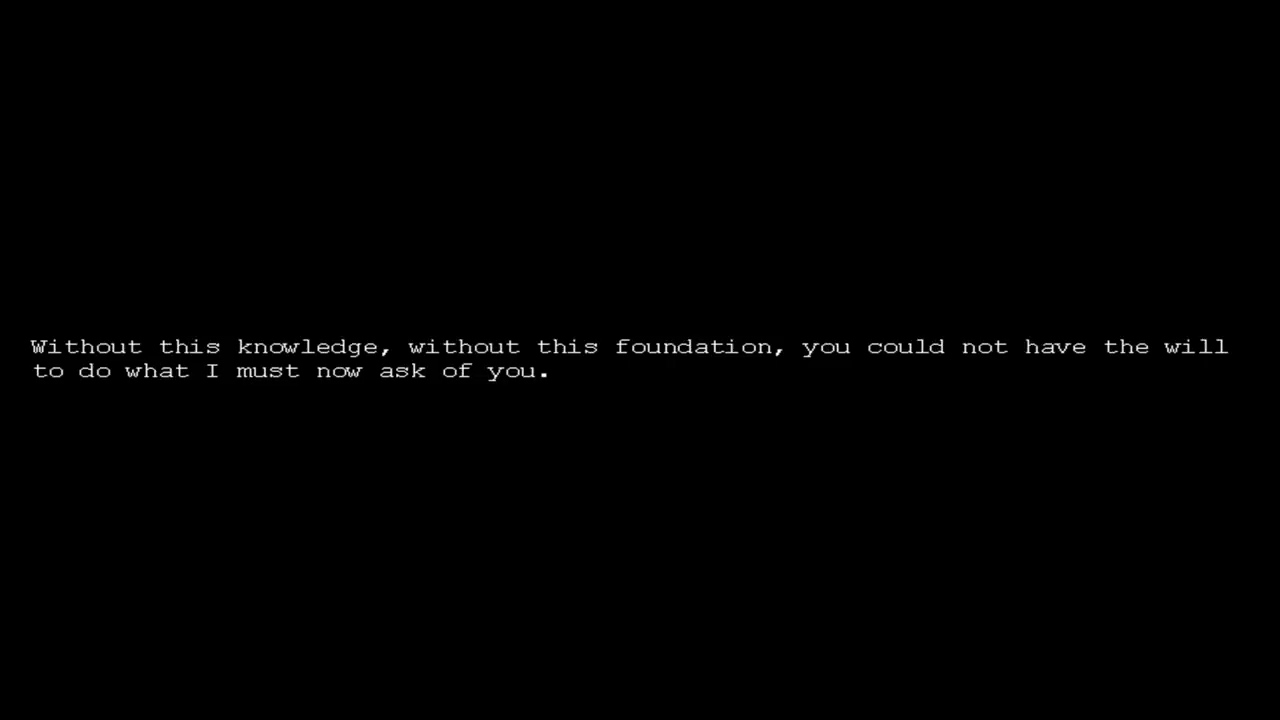 Without this knowledge, without this foundation, you could not have the will
to do what I must now ask of you.